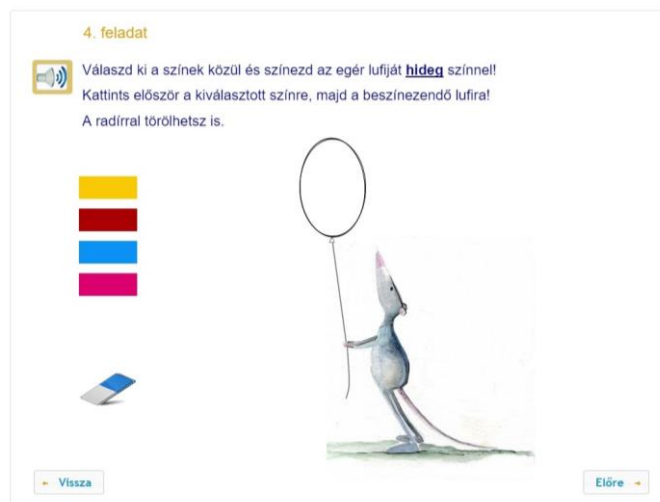 4. feladat
Válaszd ki a színek közül és színezd az egér lufiját hideg színnel!
Kattints először a kiválasztott színre, majd a beszínezendő lufira!
A radírral törölhetsz is.
← Vissza
Előre →